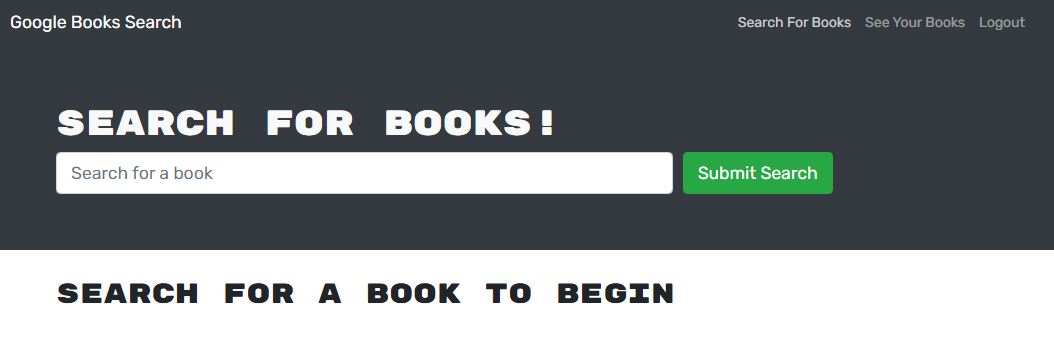 Google Books Search
Search For Books See Your Books Logout
SEARCH FOR BOOKS!
Search for a book
Submit Search
SEARCH FOR A BOOK TO BEGIN